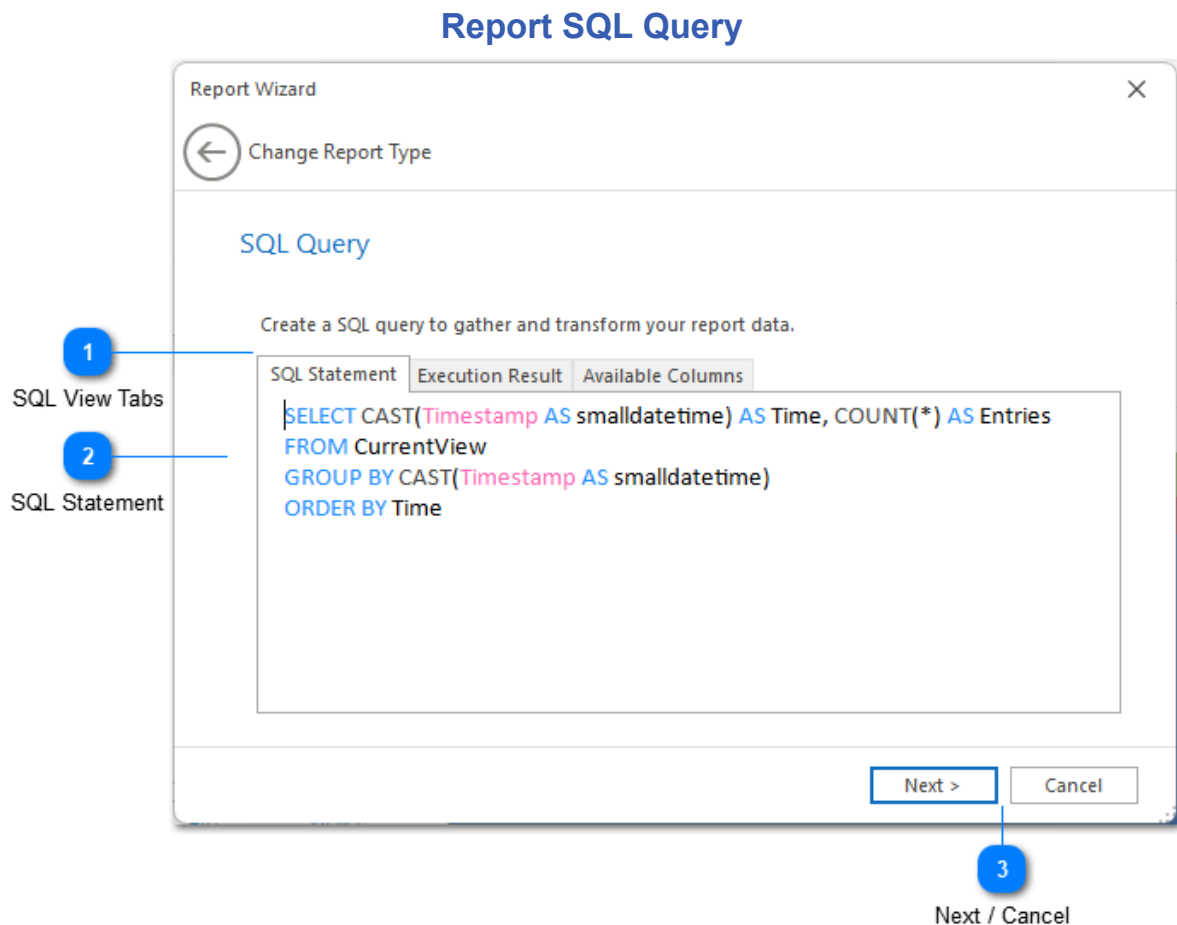 Report SQL Query
Report Wizard
Change Report Type
SQL Query
Create a SQL query to gather and transform your report data.
1
SQL View Tabs
SQL Statement Execution Result Available Columns
SELECT CAST(Timestamp AS smalldatetime) AS Time, COUNT(*) AS Entries
FROM CurrentView
GROUP BY CAST(Timestamp AS smalldatetime)
ORDER BY Time
2
SQL Statement
Next > Cancel
3
Next / Cancel